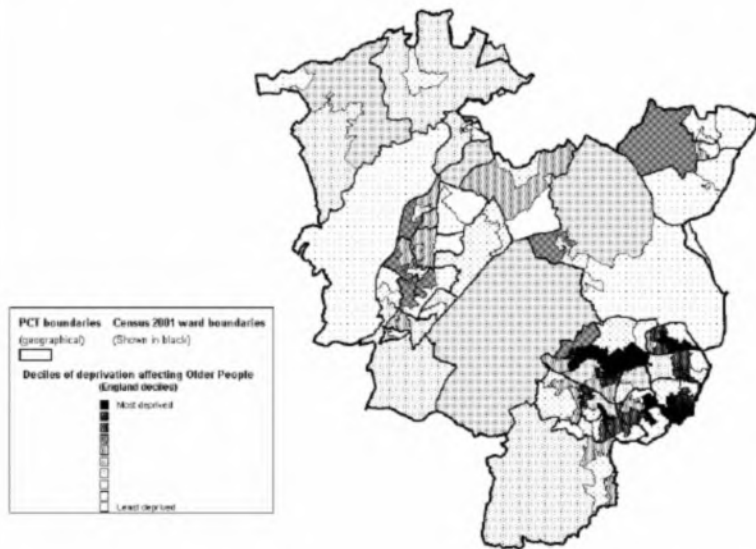 PCT boundaries Census 2001 ward boundaries
(geographical) (Shown in black)
Deciles of deprivation affecting Older People
(England deciles)
Most deprived
Least deprived